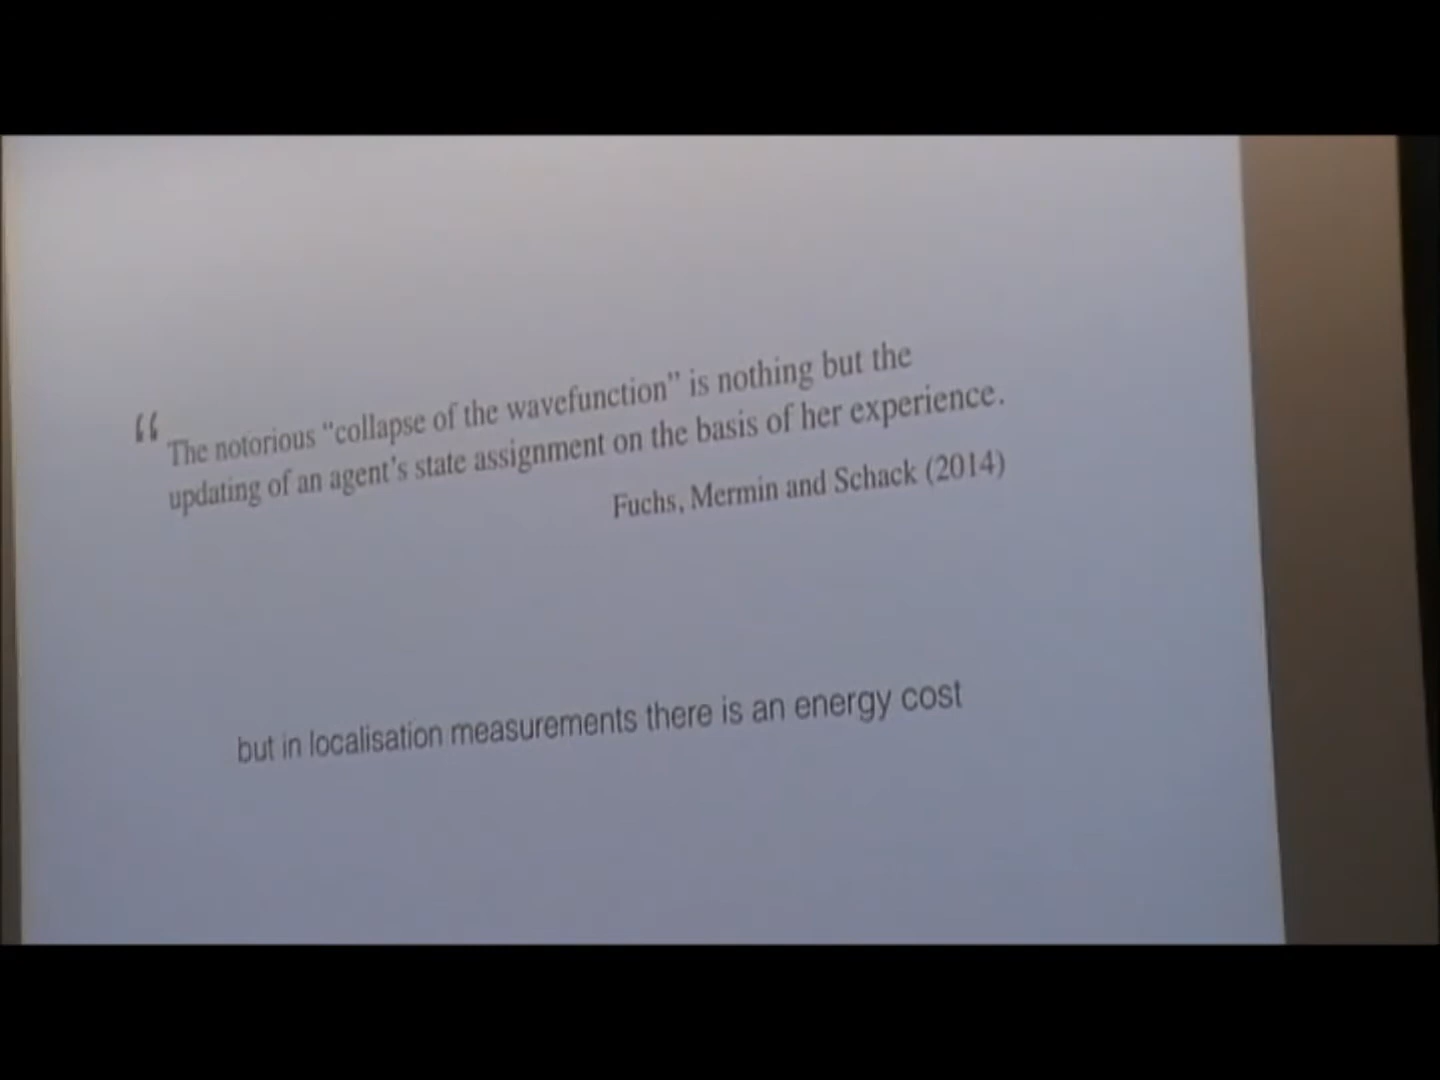 “ The notorious “collapse of the wavefunction” is nothing but the
updating of an agent’s state assignment on the basis of her experience.
Fuchs, Mermin and Schack (2014)
but in localisation measurements there is an energy cost